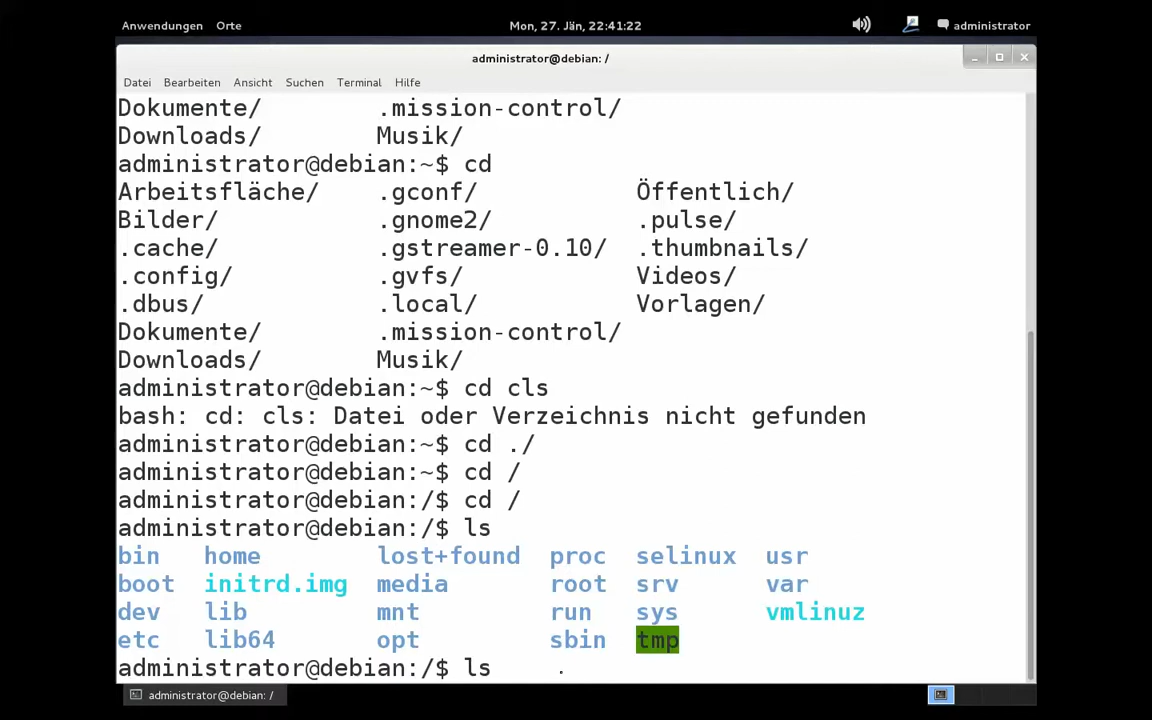 Anwendungen Orte Mon, 27. Jän, 22:41:22 administrator
administrator@debian: /
Datei Bearbeiten Ansicht Suchen Terminal Hilfe
Dokumente/ .mission-control/
Downloads/ Musik/
administrator@debian:~$ cd
Arbeitsfläche/ .gconf/ Öffentlich/
Bilder/ .gnome2/ .pulse/
.cache/ .gstreamer-0.10/ .thumbnails/
.config/ .gvfs/ Videos/
.dbus/ .local/ Vorlagen/
Dokumente/ .mission-control/
Downloads/ Musik/
administrator@debian:~$ cd cls
bash: cd: cls: Datei oder Verzeichnis nicht gefunden
administrator@debian:~$ cd ./
administrator@debian:~$ cd /
administrator@debian:/$ cd /
administrator@debian:/$ ls
bin home lost+found proc selinux usr
boot initrd.img media root srv var
dev lib mnt run sys vmlinuz
etc lib64 opt sbin tmp
administrator@debian:/$ ls
administrator@debian: /